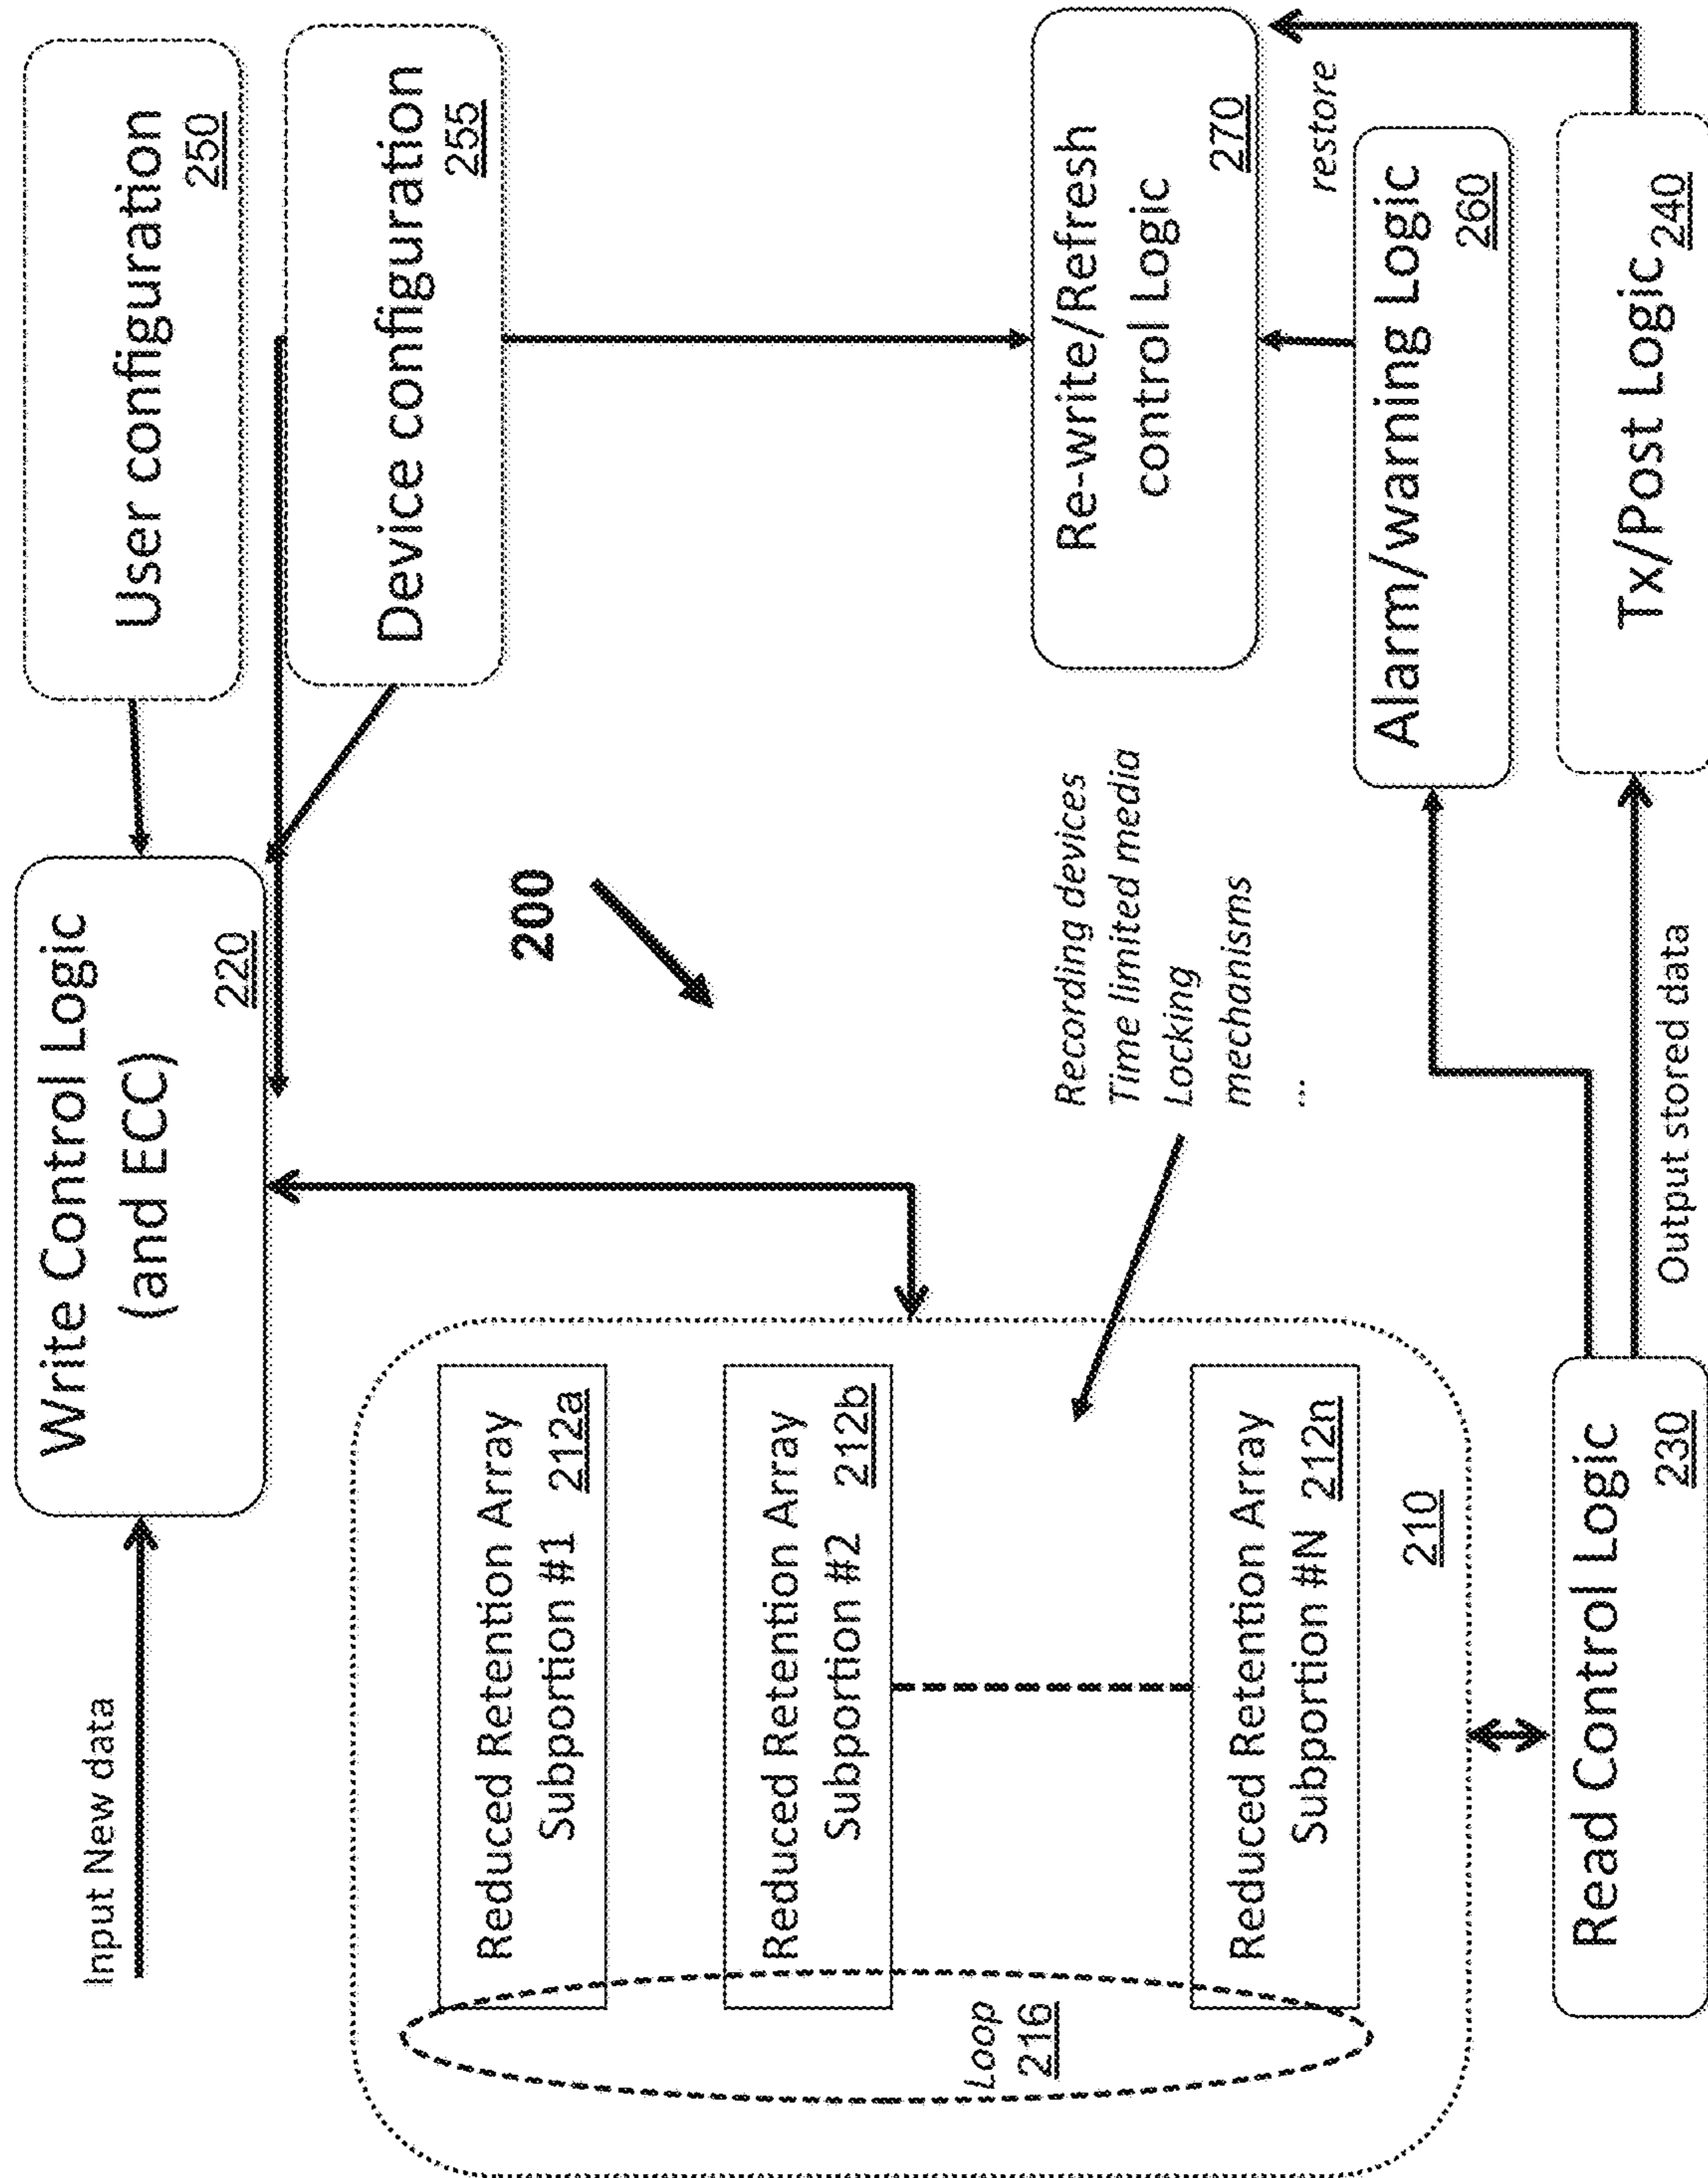 Input New data
Write Control Logic
(and ECC)
220
User configuration
250
Device configuration
255
200
Reduced Retention Array
Subportion #1 212a
Reduced Retention Array
Subportion #2 212b
Reduced Retention Array
Subportion #N 212n
Loop
216
210
Recording devices
Time limited media
Locking
mechanisms
...
Re-write/Refresh
control Logic
270
restore
Alarm/warning Logic
260
Read Control Logic
230
Output stored data
Tx/Post Logic 240